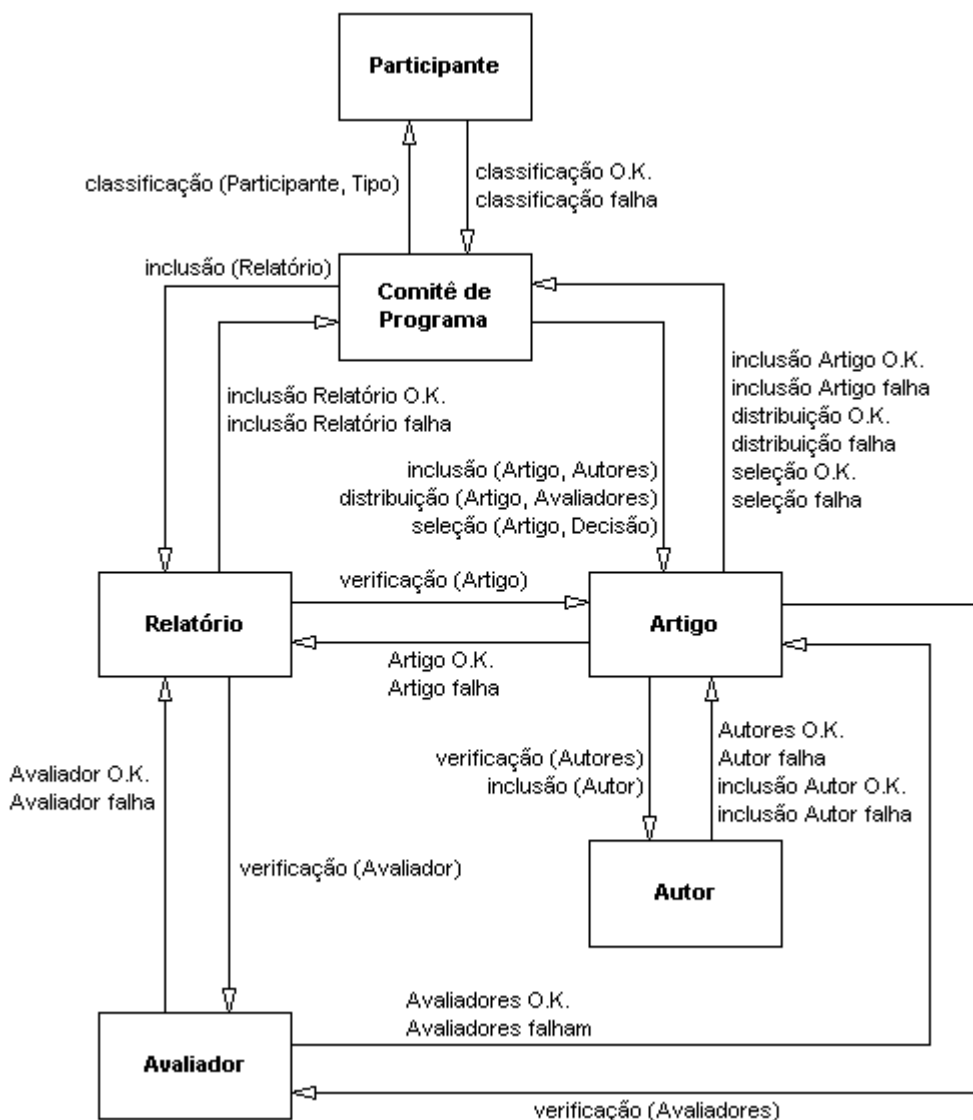 Participante
classificação (Participante, Tipo)
classificação O.K.
classificação falha
inclusão (Relatório)
Comitê de
Programa
inclusão Relatório O.K.
inclusão Relatório falha
inclusão Artigo O.K.
inclusão Artigo falha
distribuição O.K.
distribuição falha
seleção O.K.
seleção falha
inclusão (Artigo, Autores)
distribuição (Artigo, Avaliadores)
seleção (Artigo, Decisão)
verificação (Artigo)
Relatório
Artigo
Artigo O.K.
Artigo falha
Avaliador O.K.
Avaliador falha
verificação (Autores)
inclusão (Autor)
Autores O.K.
Autor falha
inclusão Autor O.K.
inclusão Autor falha
verificação (Avaliador)
Autor
Avaliadores O.K.
Avaliadores falham
Avaliador
verificação (Avaliadores)